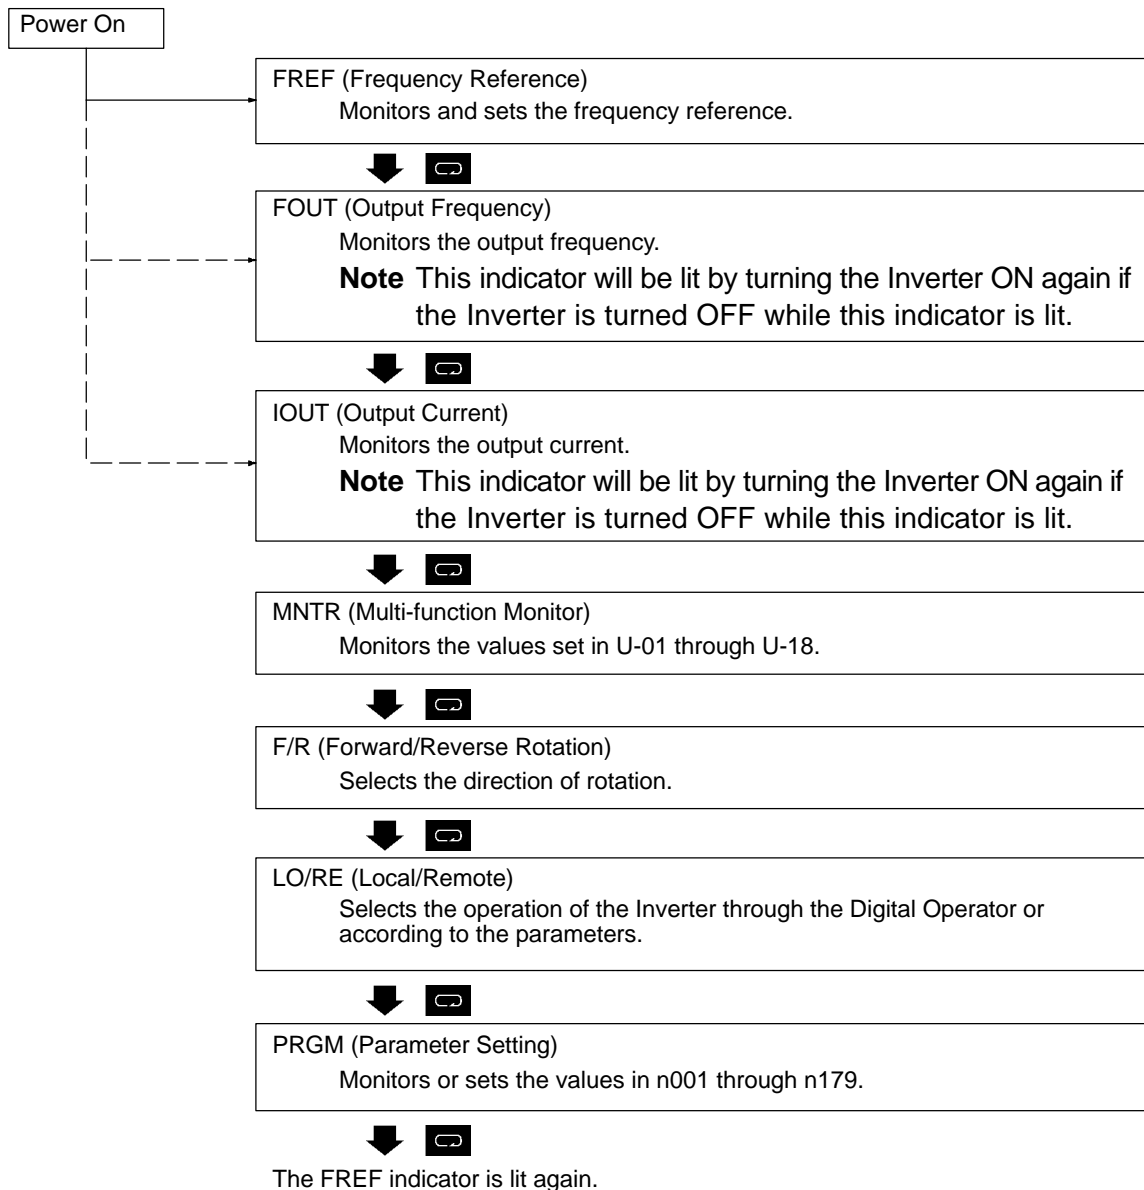 Power On
FREF (Frequency Reference)
Monitors and sets the frequency reference.
FOUT (Output Frequency)
Monitors the output frequency.
Note This indicator will be lit by turning the Inverter ON again if
the Inverter is turned OFF while this indicator is lit.
IOUT (Output Current)
Monitors the output current.
Note This indicator will be lit by turning the Inverter ON again if
the Inverter is turned OFF while this indicator is lit.
MNTR (Multi-function Monitor)
Monitors the values set in U-01 through U-18.
F/R (Forward/Reverse Rotation)
Selects the direction of rotation.
LO/RE (Local/Remote)
Selects the operation of the Inverter through the Digital Operator or
according to the parameters.
PRGM (Parameter Setting)
Monitors or sets the values in n001 through n179.
The FREF indicator is lit again.